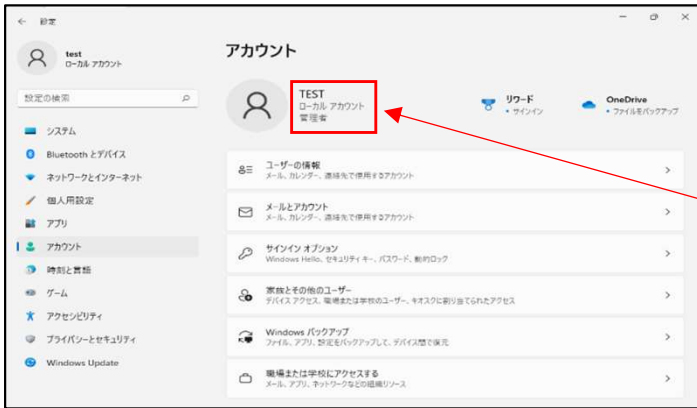 設定
test
ローカル アカウント
設定の検索
システム
Bluetooth とデバイス
ネットワークとインターネット
個人用設定
アプリ
アカウント
時刻と言語
ゲーム
アクセシビリティ
プライバシーとセキュリティ
Windows Update
アカウント
TEST
ローカル アカウント
管理者
リワード
• サインイン
OneDrive
• ファイルをバックアップ
ユーザーの情報
メール、カレンダー、連絡先で使用するアカウント
メールとアカウント
メール、カレンダー、連絡先で使用するアカウント
サインイン オプション
Windows Hello、セキュリティ キー、パスワード、動的ロック
家族とその他のユーザー
デバイス アクセス、職場または学校のユーザー、キオスクに割り当てられたアクセス
Windows バックアップ
ファイル、アプリ、設定をバックアップして、デバイス間で復元
職場または学校にアクセスする
メール、アプリ、ネットワークなどの組織リソース